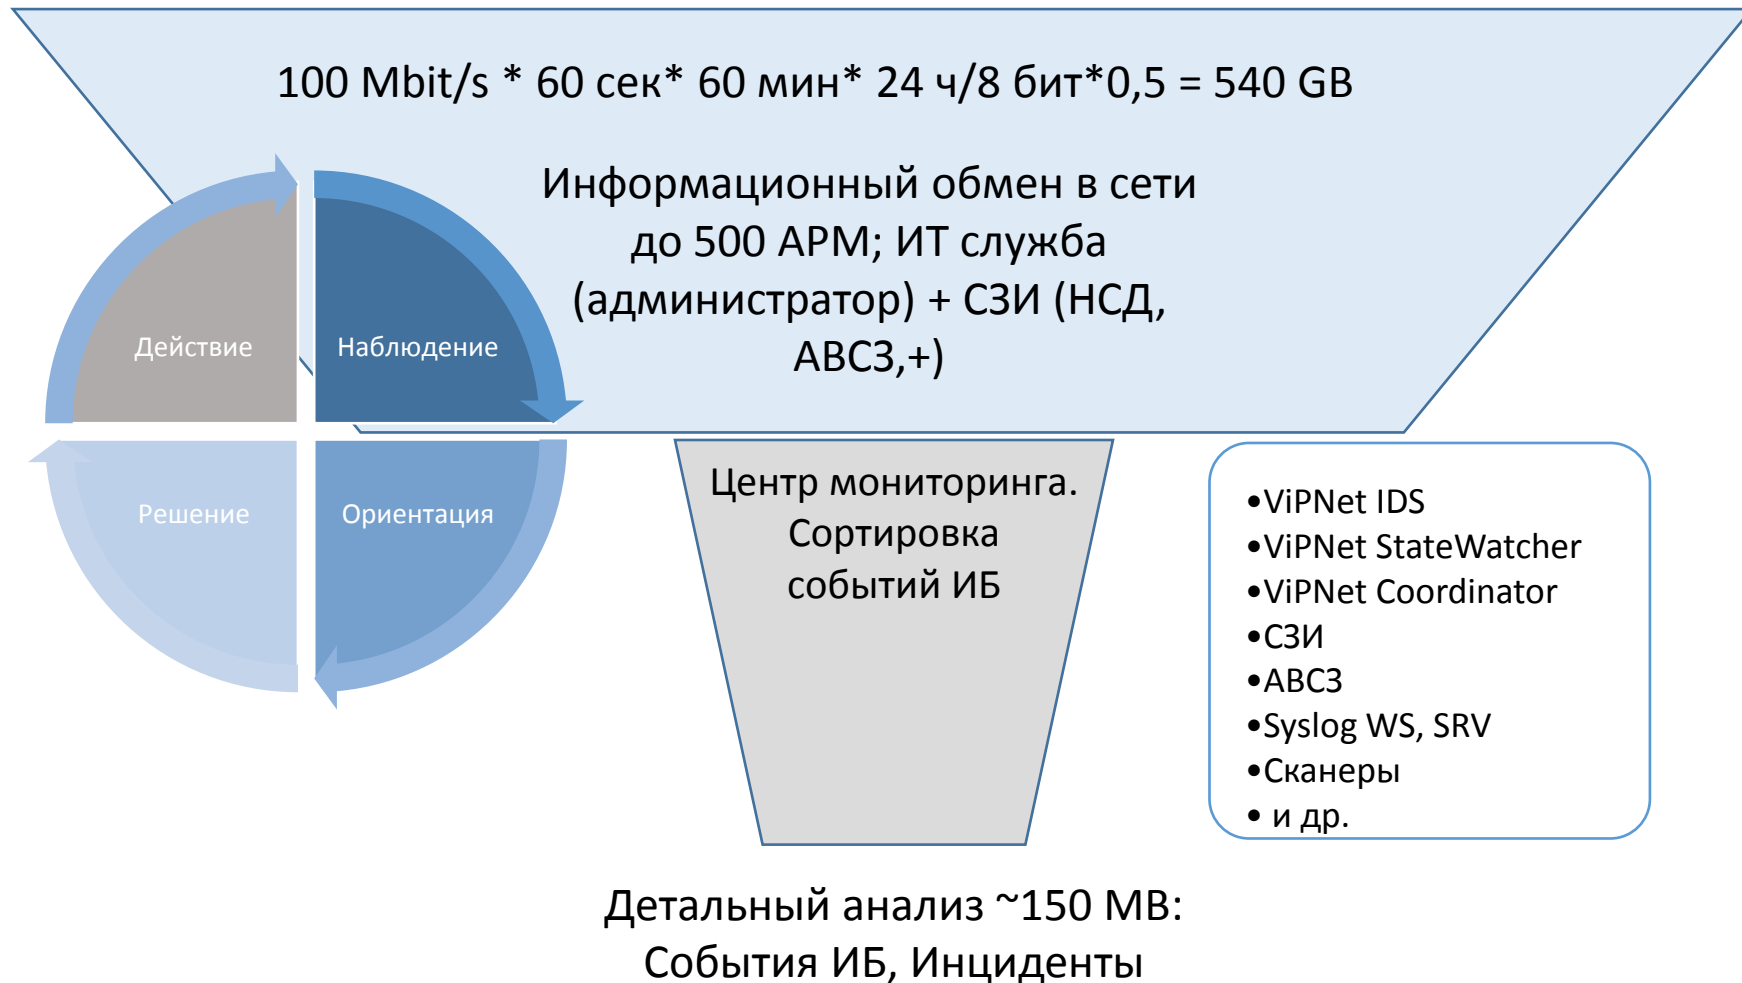 100 Mbit/s * 60 сек* 60 мин* 24 ч/8 бит*0,5 = 540 GB
Информационный обмен в сети
до 500 АРМ; ИТ служба
(администратор) + СЗИ (НСД,
АВСЗ,+)
Действие
Наблюдение
Решение
Ориентация
Центр мониторинга.
Сортировка
событий ИБ
•ViPNet IDS
•ViPNet StateWatcher
•ViPNet Coordinator
•СЗИ
•АВСЗ
•Syslog WS, SRV
•Сканеры
• и др.
Детальный анализ ~150 МВ:
События ИБ, Инциденты